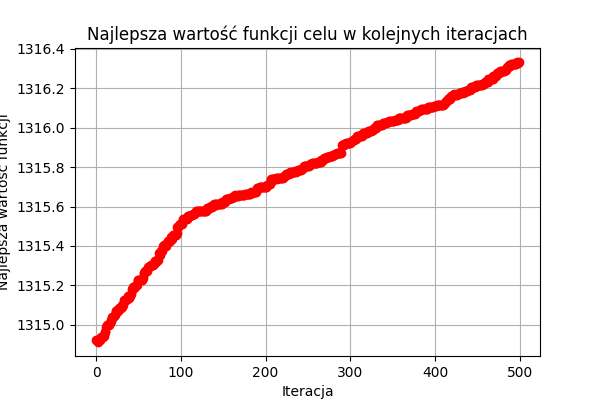 Najlepsza wartość funkcji celu w kolejnych iteracjach
1316.4
1316.2
1316.0
1315.8
1315.6
1315.4
1315.2
1315.0
Najlepsza wartość funkcji
0 100 200 300 400 500
Iteracja